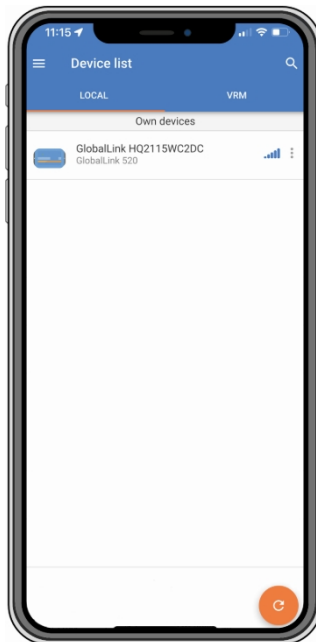 11:15
Device list
LOCAL VRM
Own devices
GlobalLink HQ2115WC2DC
GlobalLink 520